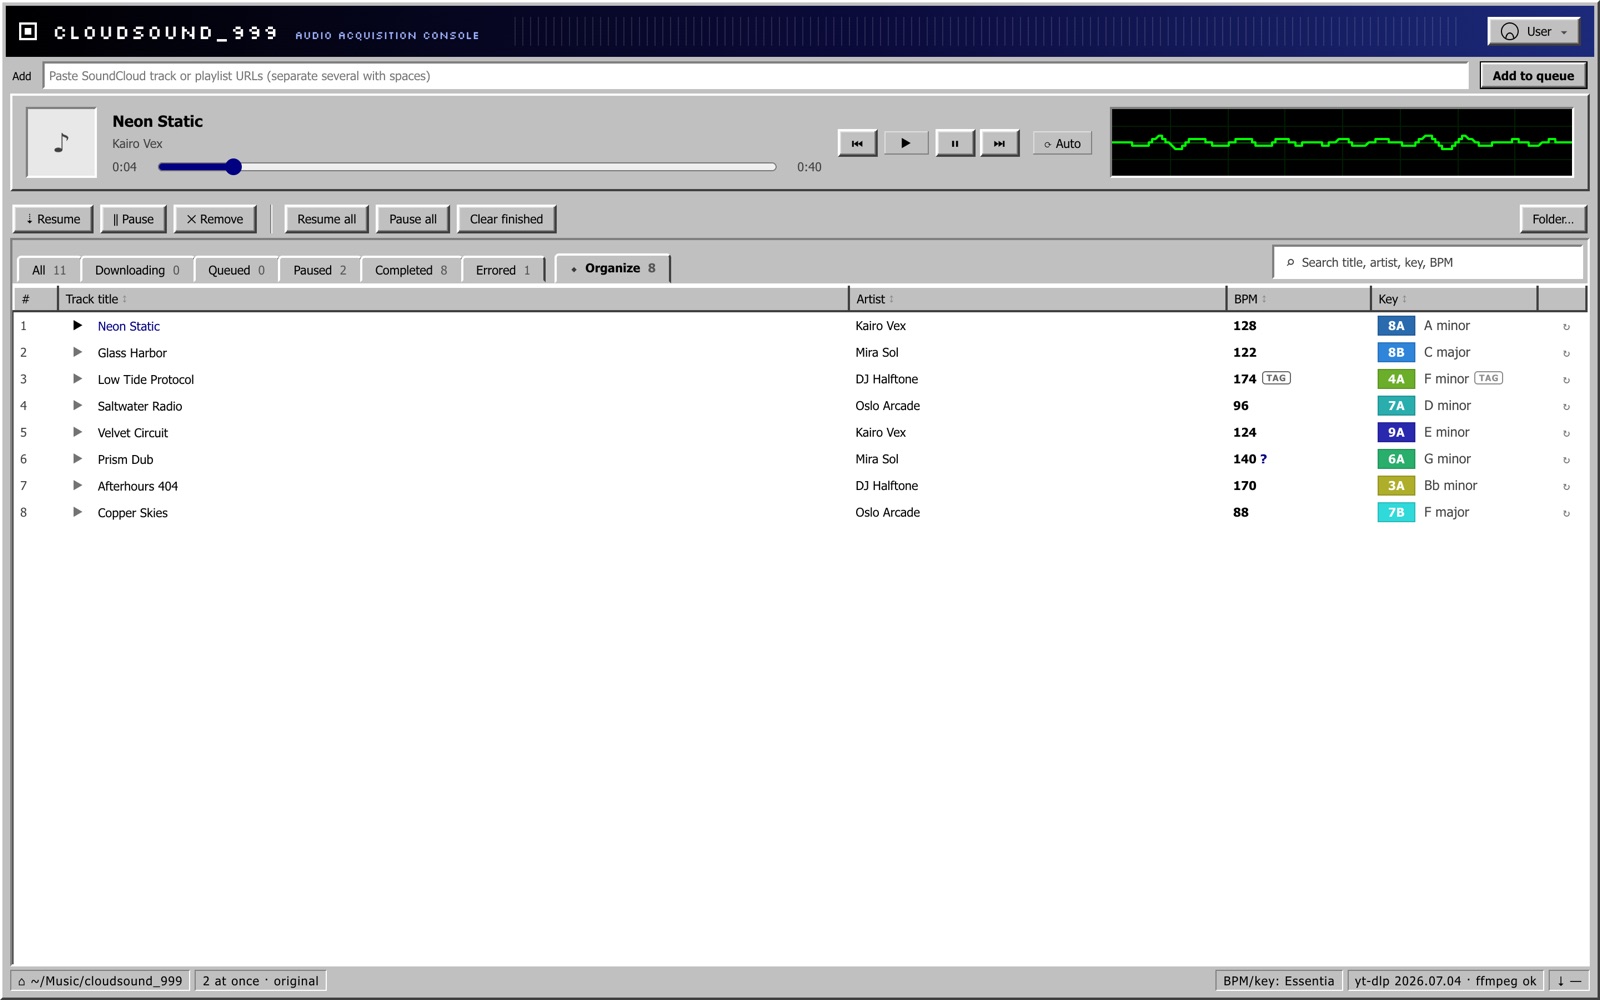 CLOUDSOUND_999 AUDIO ACQUISITION CONSOLE User
Add Paste SoundCloud track or playlist URLs (separate several with spaces) Add to queue
Neon Static
Kairo Vex
0:04 0:40
Auto
Resume Pause Remove Resume all Pause all Clear finished Folder...
All 11 Downloading 0 Queued 0 Paused 2 Completed 8 Errored 1 Organize 8 Search title, artist, key, BPM
# Track title Artist BPM Key
1 Neon Static Kairo Vex 128 8A A minor
2 Glass Harbor Mira Sol 122 8B C major
3 Low Tide Protocol DJ Halftone 174 TAG 4A F minor TAG
4 Saltwater Radio Oslo Arcade 96 7A D minor
5 Velvet Circuit Kairo Vex 124 9A E minor
6 Prism Dub Mira Sol 140 ? 6A G minor
7 Afterhours 404 DJ Halftone 170 3A Bb minor
8 Copper Skies Oslo Arcade 88 7B F major
~/Music/cloudsound_999 2 at once · original BPM/key: Essentia yt-dlp 2026.07.04 · ffmpeg ok ↓ —